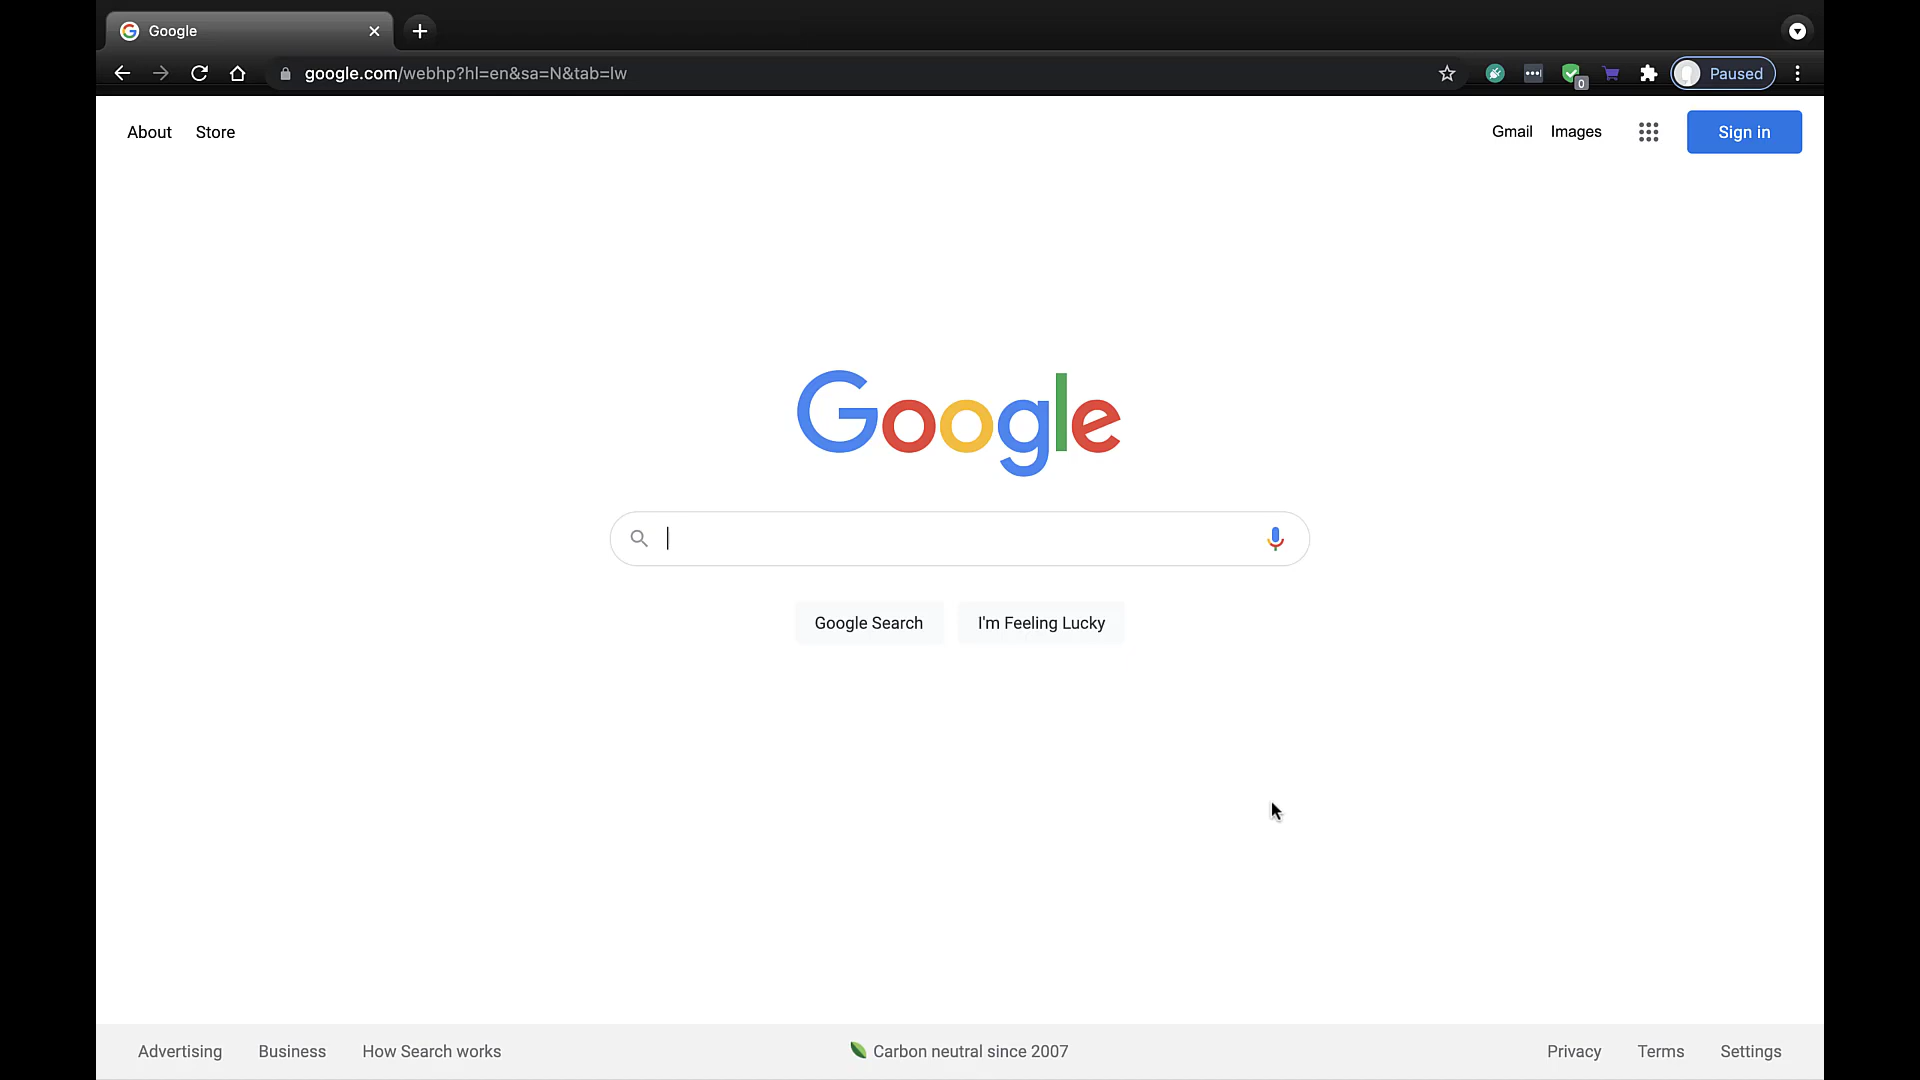 Google
google.com/webhp?hl=en&sa=N&tab=lw
0
Paused
About Store
Gmail Images
Sign in
Google
Google Search I'm Feeling Lucky
Advertising Business How Search works
Carbon neutral since 2007
Privacy Terms Settings